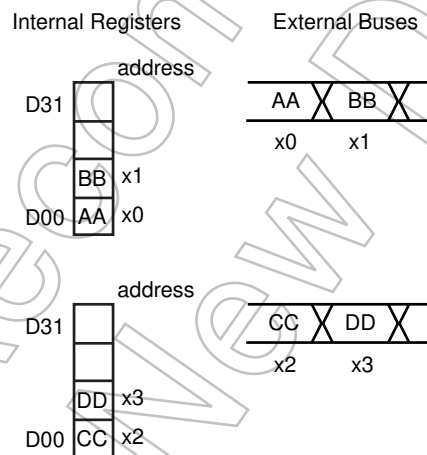 Internal Registers External Buses
address
D31 AA BB
x0 x1
BB x1
D00 AA x0
address
D31 CC DD
x2 x3
DD x3
D00 CC x2